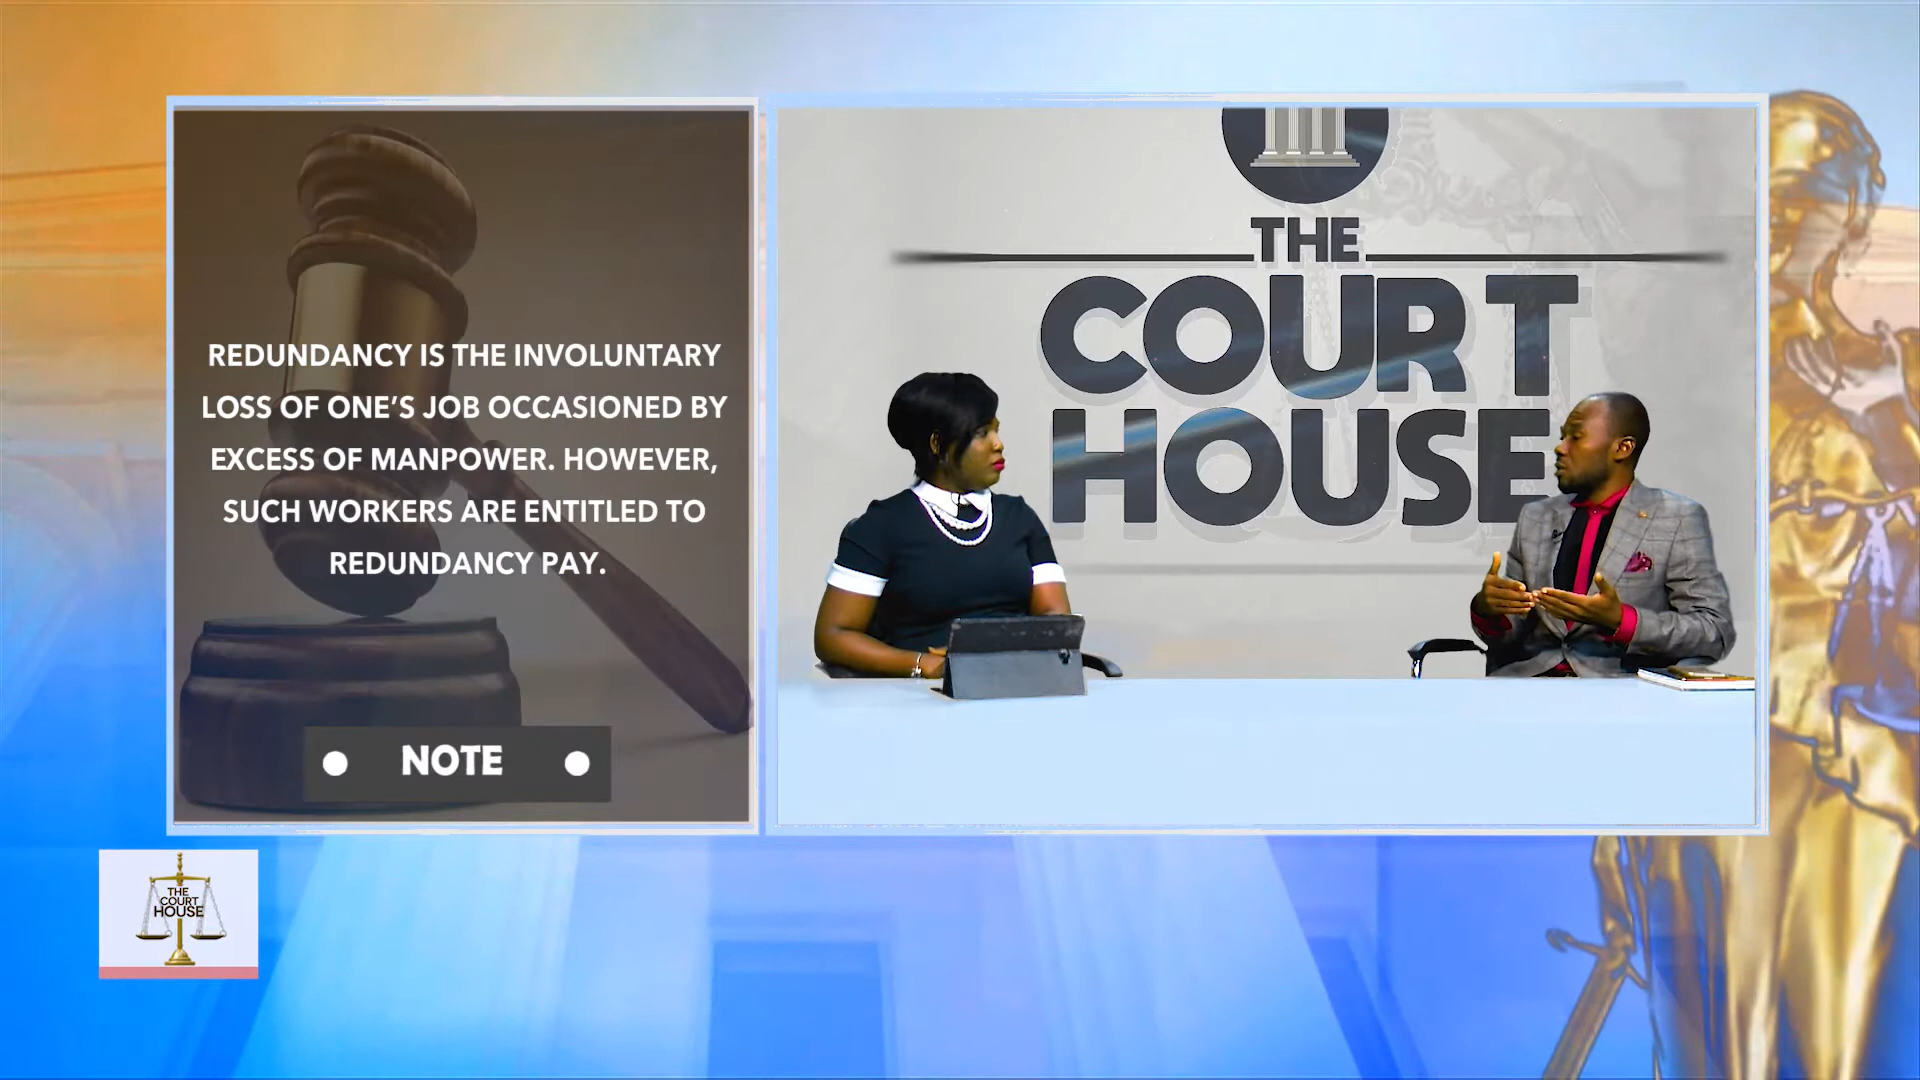 REDUNDANCY IS THE INVOLUNTARY
LOSS OF ONE'S JOB OCCASIONED BY
EXCESS OF MANPOWER. HOWEVER,
SUCH WORKERS ARE ENTITLED TO
REDUNDANCY PAY.
NOTE
THE
COURT
HOUSE
THE
COURT
HOUSE